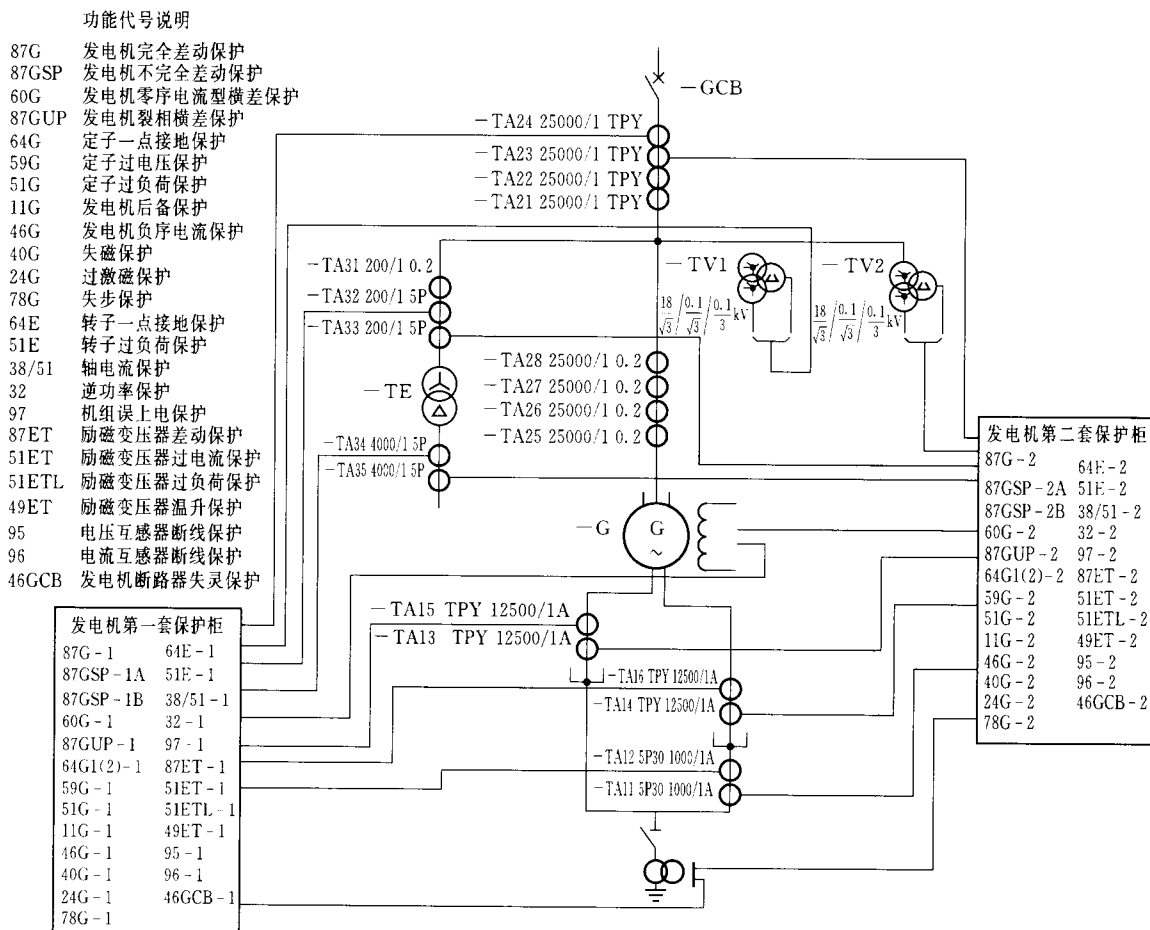 功能代号说明
87G 发电机完全差动保护
87GSP 发电机不完全差动保护
60G 发电机零序电流型横差保护
87GUP 发电机裂相横差保护
64G 定子一点接地保护
59G 定子过电压保护
51G 定子过负荷保护
11G 发电机后备保护
46G 发电机负序电流保护
40G 失磁保护
24G 过激磁保护
78G 失步保护
64E 转子一点接地保护
51E 转子过负荷保护
38/51 轴电流保护
32 逆功率保护
97 机组误上电保护
87ET 励磁变压器差动保护
51ET 励磁变压器过电流保护
51ETL 励磁变压器过负荷保护
49ET 励磁变压器温升保护
95 电压互感器断线保护
96 电流互感器断线保护
46GCB 发电机断路器失灵保护
-GCB
-TA24 25000/1 TPY
-TA23 25000/1 TPY
-TA22 25000/1 TPY
-TA21 25000/1 TPY
-TA31 200/1 0.2
-TA32 200/1 5P
-TA33 200/1 5P
-TE
-TA34 4000/1 5P
-TA35 4000/1 5P
-TV1
18/√3 / 0.1/√3 / 0.1/3 kV
-TV2
18/√3 / 0.1/√3 / 0.1/3 kV
-TA28 25000/1 0.2
-TA27 25000/1 0.2
-TA26 25000/1 0.2
-TA25 25000/1 0.2
-G
G
~
-TA15 TPY 12500/1A
-TA13 TPY 12500/1A
-TA16 TPY 12500/1A
-TA14 TPY 12500/1A
-TA12 5P30 1000/1A
-TA11 5P30 1000/1A
发电机第一套保护柜
87G-1 64E-1
87GSP-1A 51E-1
87GSP-1B 38/51-1
60G-1 32-1
87GUP-1 97-1
64G1(2)-1 87ET-1
59G-1 51ET-1
51G-1 51ETL-1
11G-1 49ET-1
46G-1 95-1
40G-1 96-1
24G-1 46GCB-1
78G-1
发电机第二套保护柜
87G-2 64E-2
87GSP-2A 51E-2
87GSP-2B 38/51-2
60G-2 32-2
87GUP-2 97-2
64G1(2)-2 87ET-2
59G-2 51ET-2
51G-2 51ETL-2
11G-2 49ET-2
46G-2 95-2
40G-2 96-2
24G-2 46GCB-2
78G-2